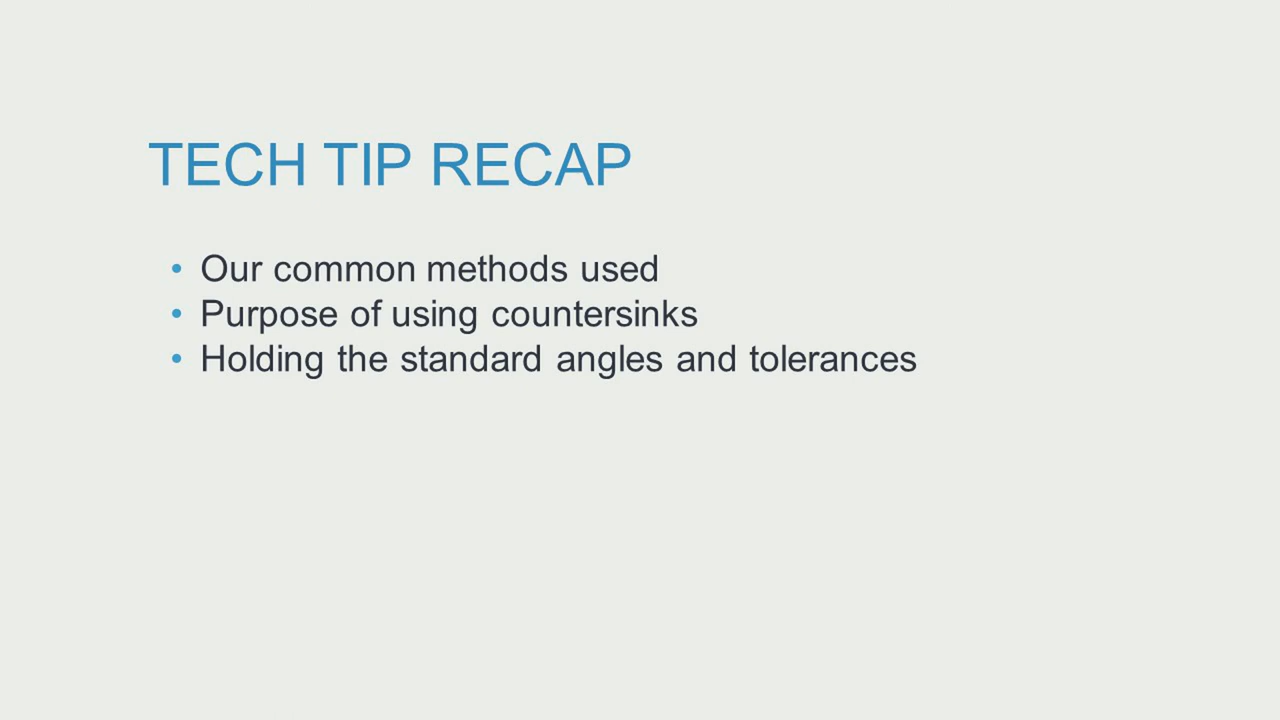 TECH TIP RECAP
• Our common methods used
• Purpose of using countersinks
• Holding the standard angles and tolerances